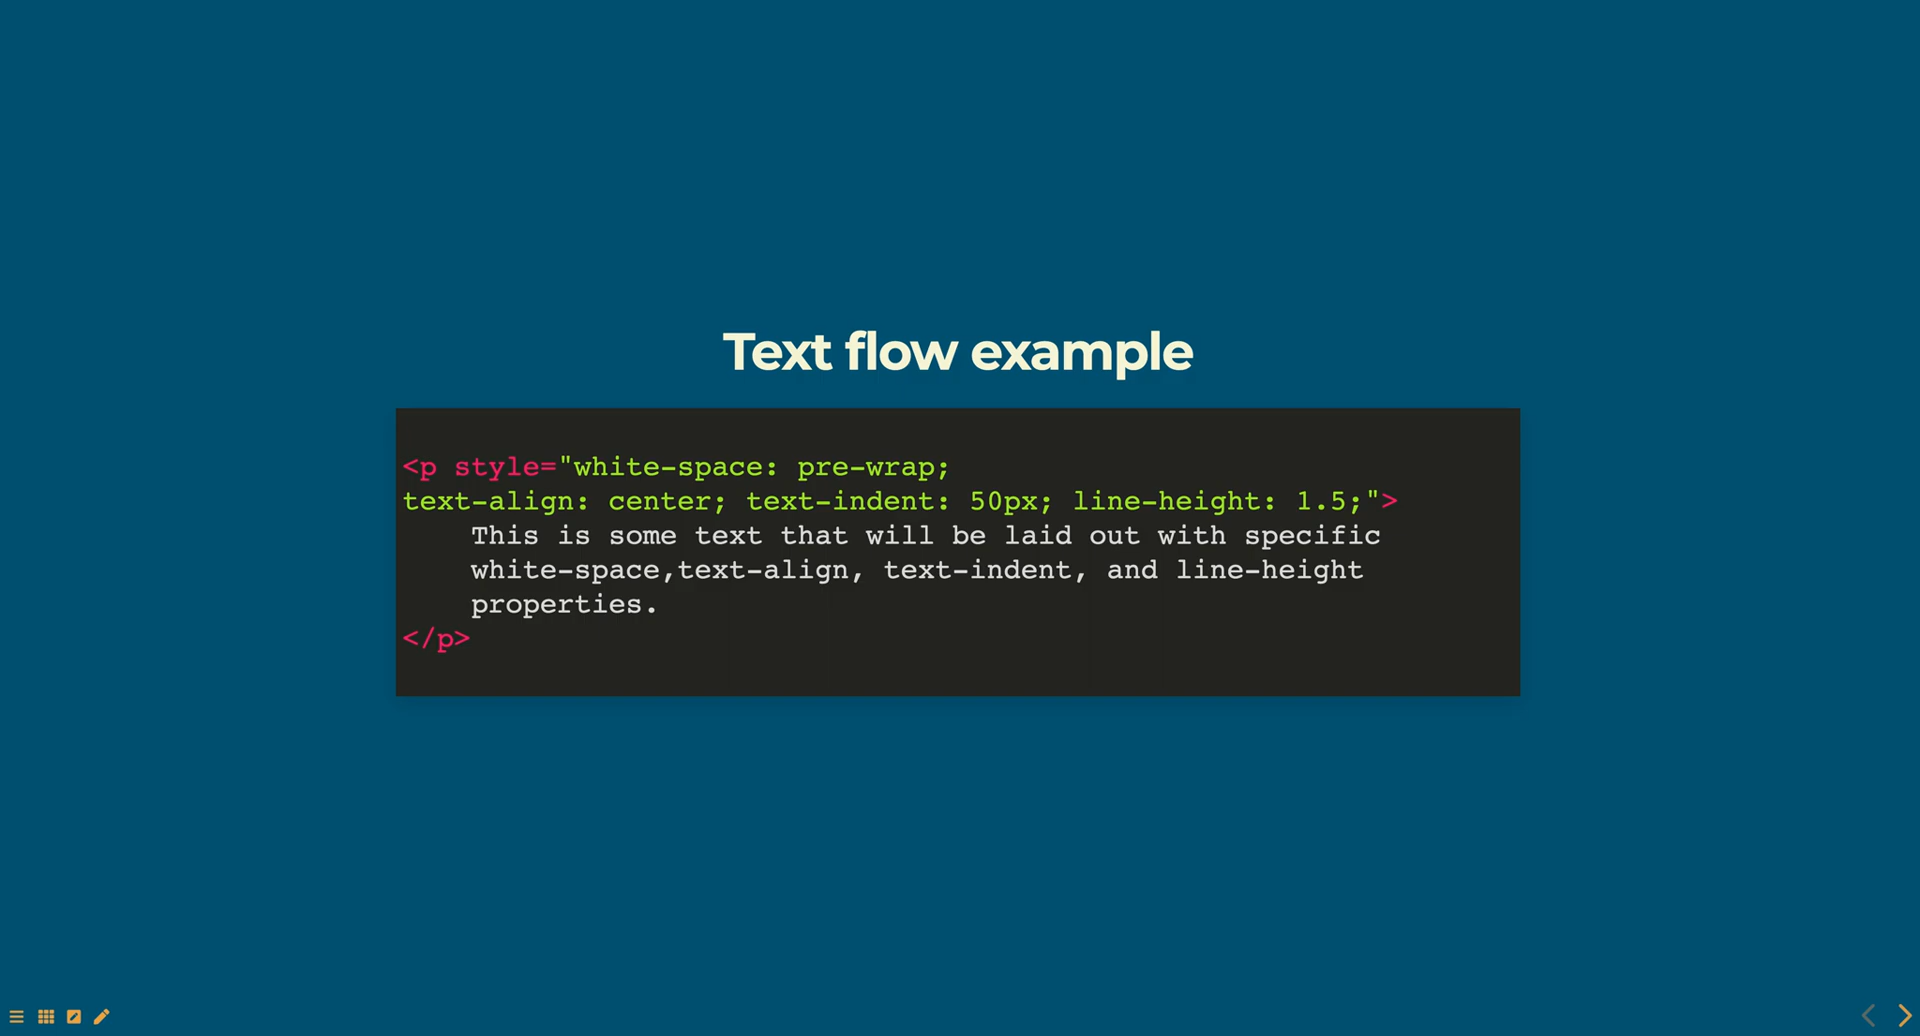 Text flow example
<p style="white-space: pre-wrap;
text-align: center; text-indent: 50px; line-height: 1.5;">
    This is some text that will be laid out with specific
    white-space,text-align, text-indent, and line-height
    properties.
</p>